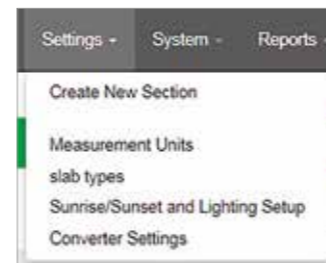 Settings - System - Reports -
Create New Section
Measurement Units
slab types
Sunrise/Sunset and Lighting Setup
Converter Settings